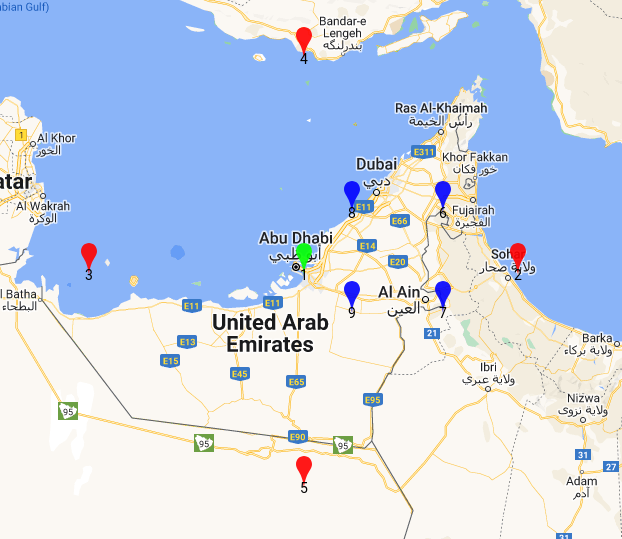 bian Gulf)
Bandar-e
Lengeh
بندرلنگه
4
Ras Al-Khaimah
رأس الخيمة
1
Al Khor
الخور
E311
Khor Fakkan
خور فكان
Dubai
دبي
atar
Al Wakrah
الوكرة
8
E11
6
Fujairah
الفجيرة
E66
Abu Dhabi
أبوظبي
E14
3
1
E20
Soh
ولاية صحار
2
l Batha
البطحاء
E11
E11
9
Al Ain
العين
7
United Arab
Emirates
21
E13
E15
Barka
ولاية بركاء
E45
E65
Ibri
ولاية عبري
E95
95
Nizwa
ولاية نزوى
95
E90
95
31
27
5
Adam
أدم
31